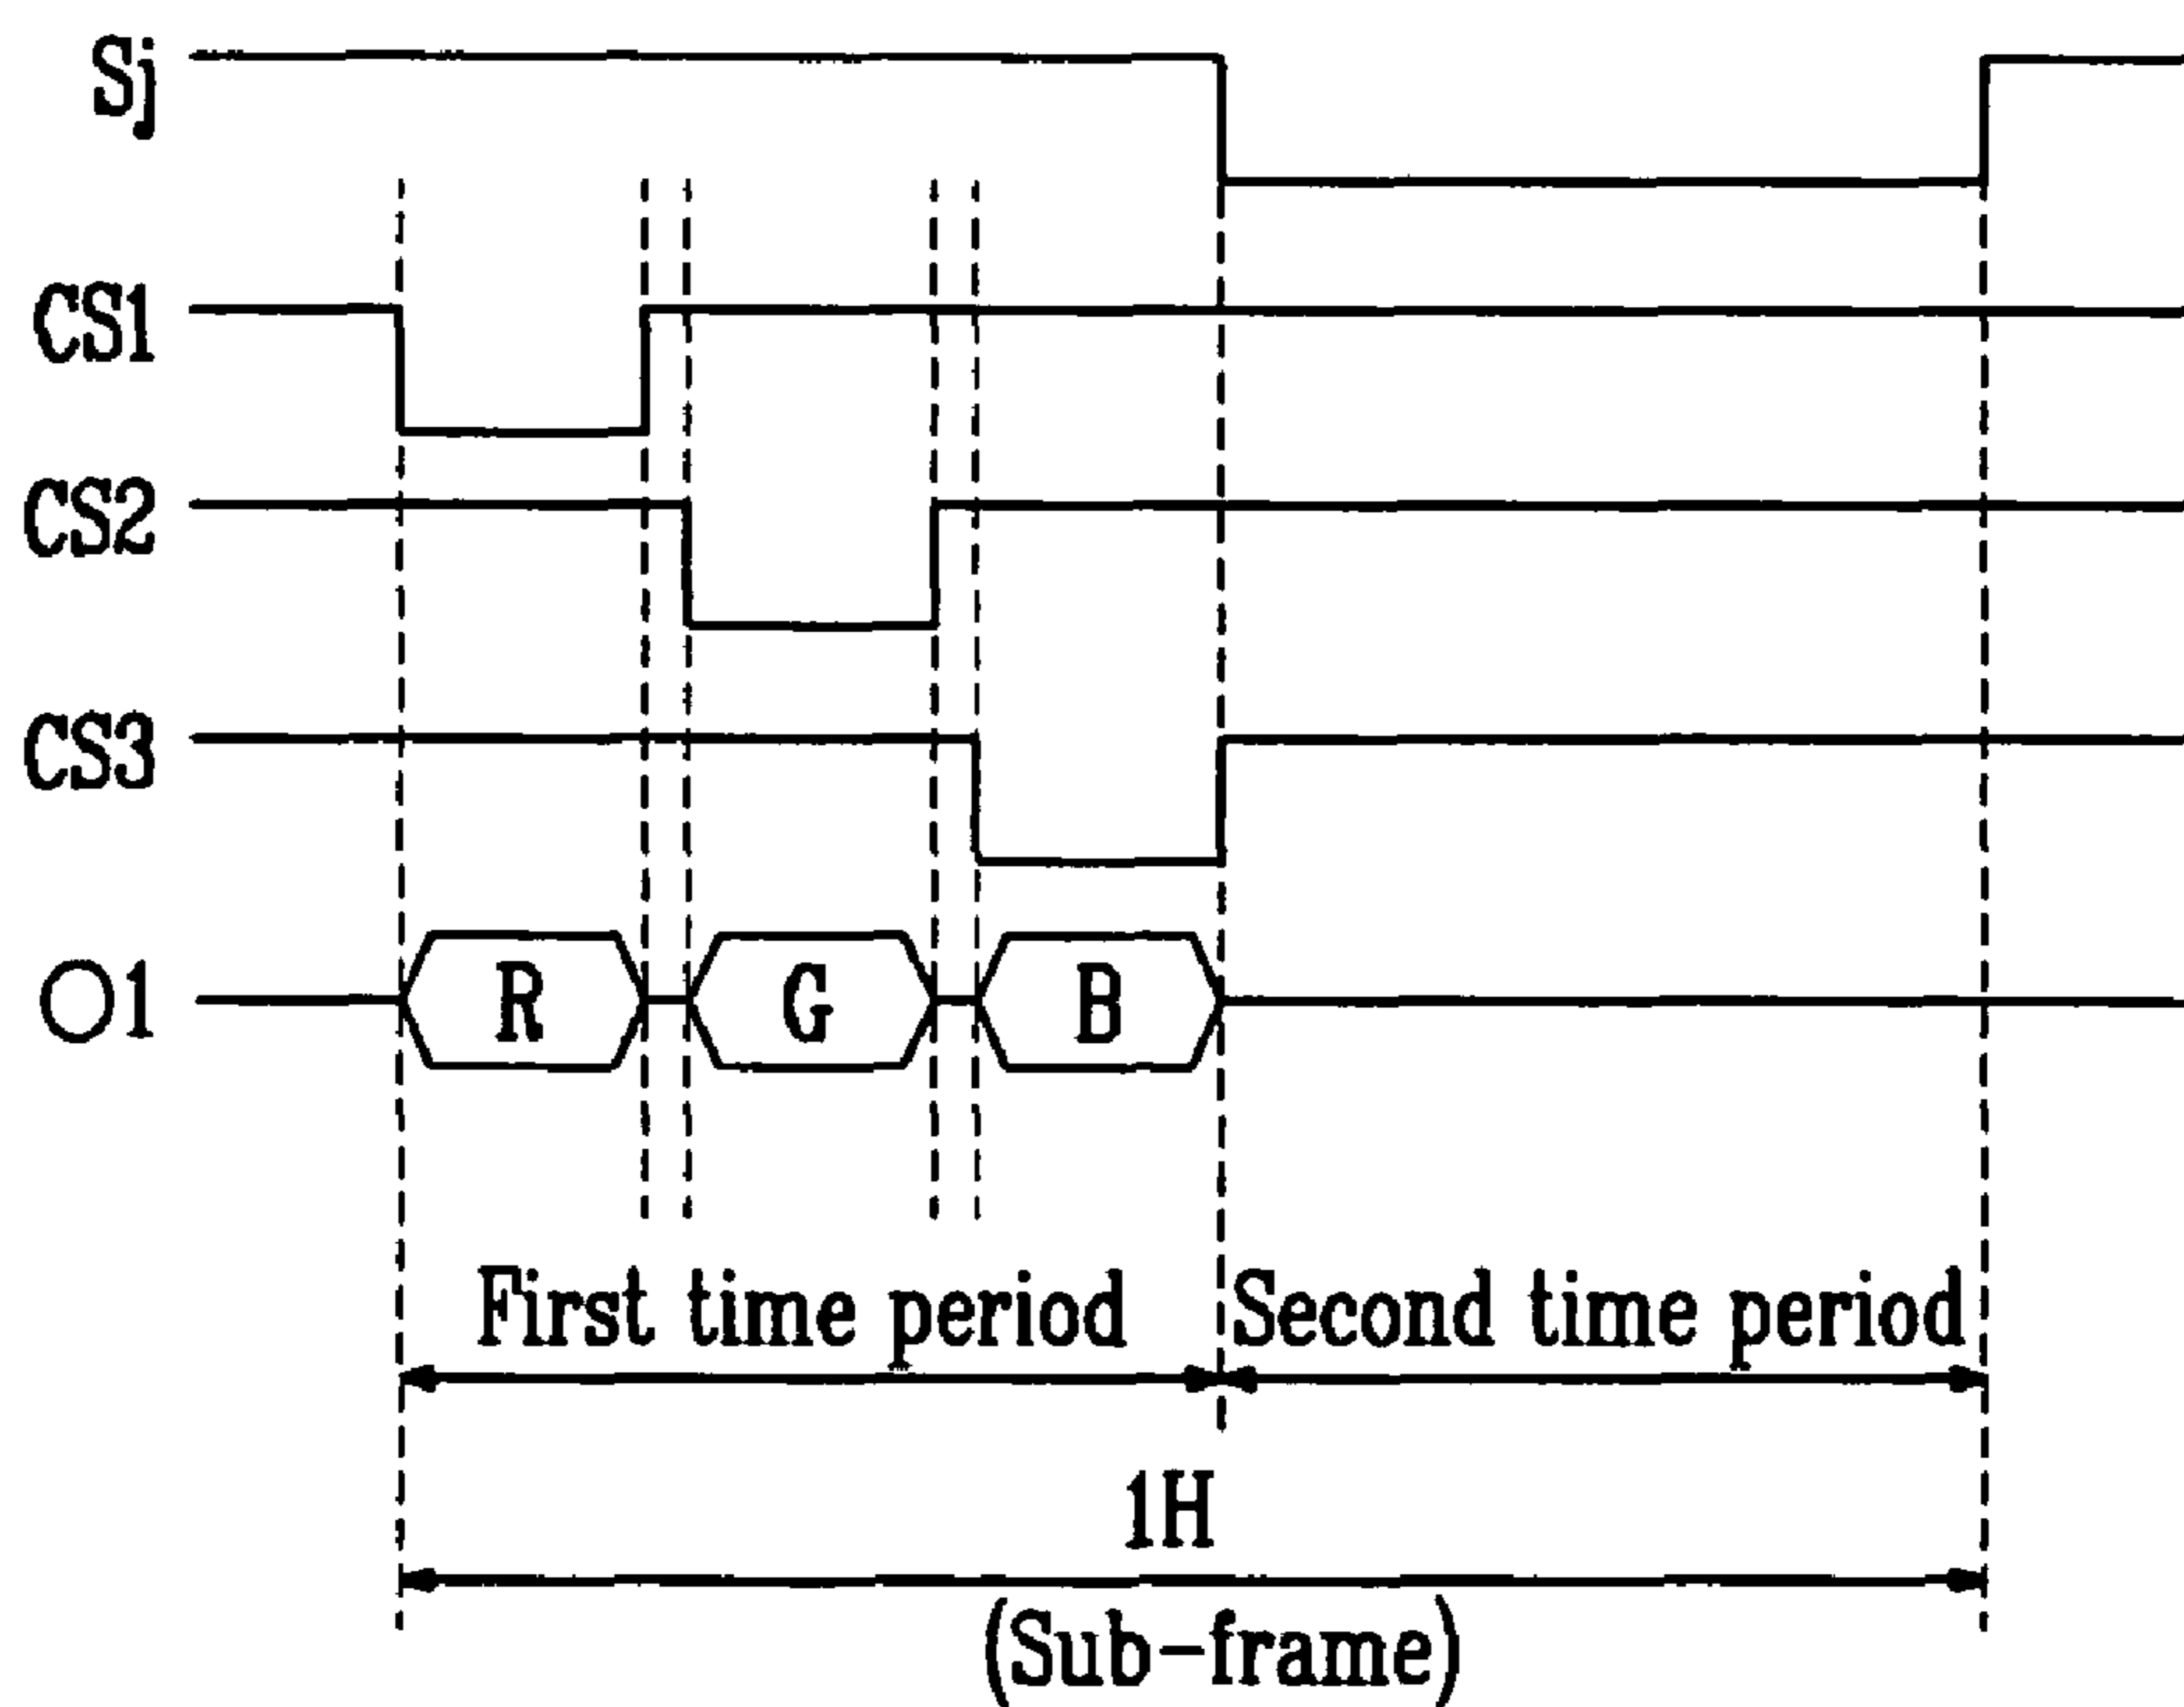 Sj
CS1
CS2
CS3
O1
R G B
First time period Second time period
1H
(Sub-frame)